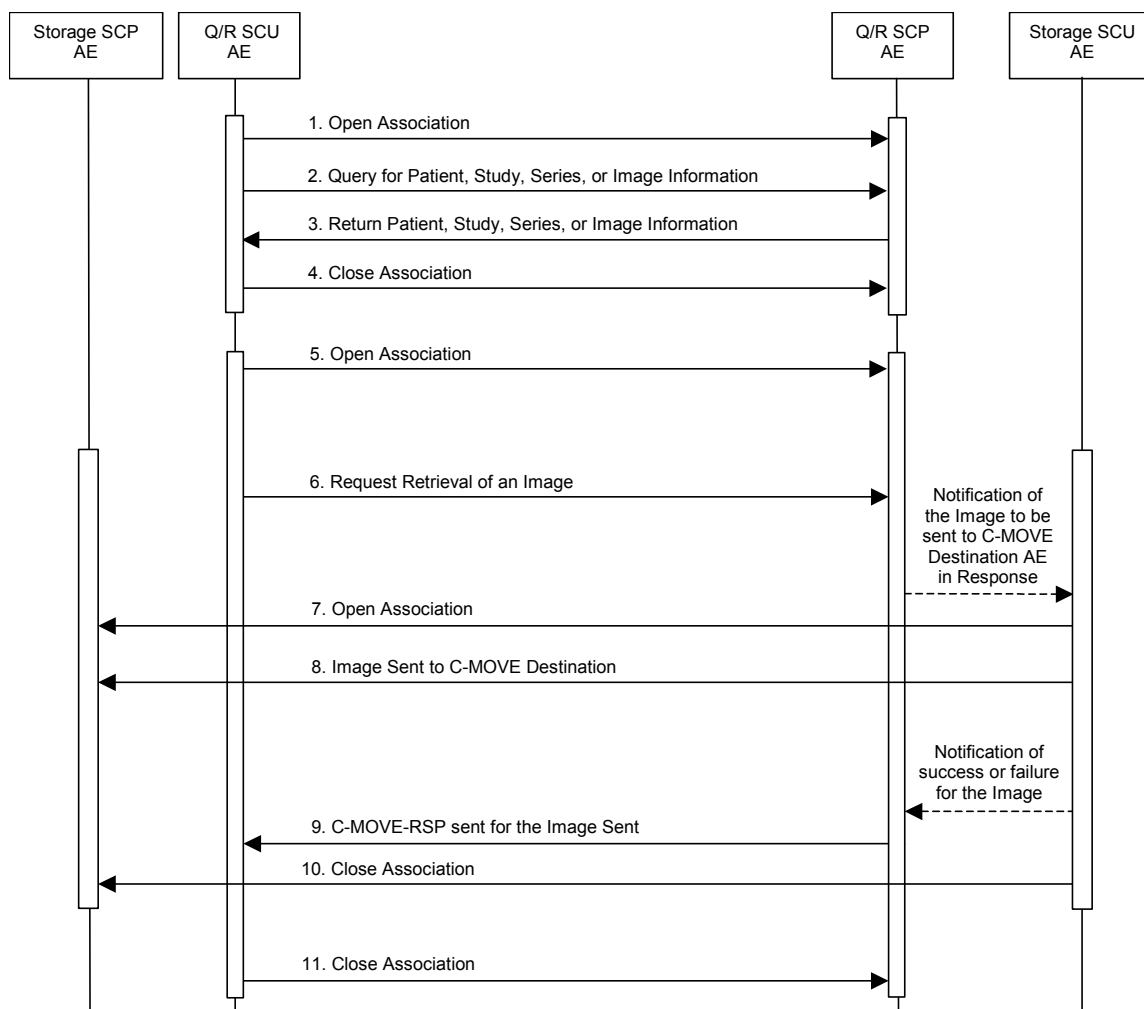 Storage SCP
AE
Q/R SCU
AE
Q/R SCP
AE
Storage SCU
AE
1. Open Association
2. Query for Patient, Study, Series, or Image Information
3. Return Patient, Study, Series, or Image Information
4. Close Association
5. Open Association
6. Request Retrieval of an Image
Notification of
the Image to be
sent to C-MOVE
Destination AE
in Response
7. Open Association
8. Image Sent to C-MOVE Destination
Notification of
success or failure
for the Image
9. C-MOVE-RSP sent for the Image Sent
10. Close Association
11. Close Association